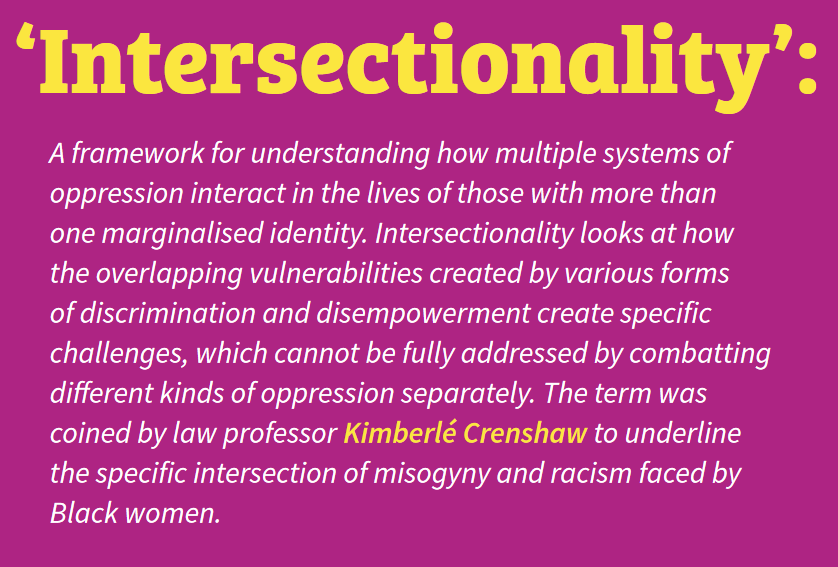 ‘Intersectionality’:
A framework for understanding how multiple systems of
oppression interact in the lives of those with more than
one marginalised identity. Intersectionality looks at how
the overlapping vulnerabilities created by various forms
of discrimination and disempowerment create specific
challenges, which cannot be fully addressed by combatting
different kinds of oppression separately. The term was
coined by law professor Kimberlé Crenshaw to underline
the specific intersection of misogyny and racism faced by
Black women.